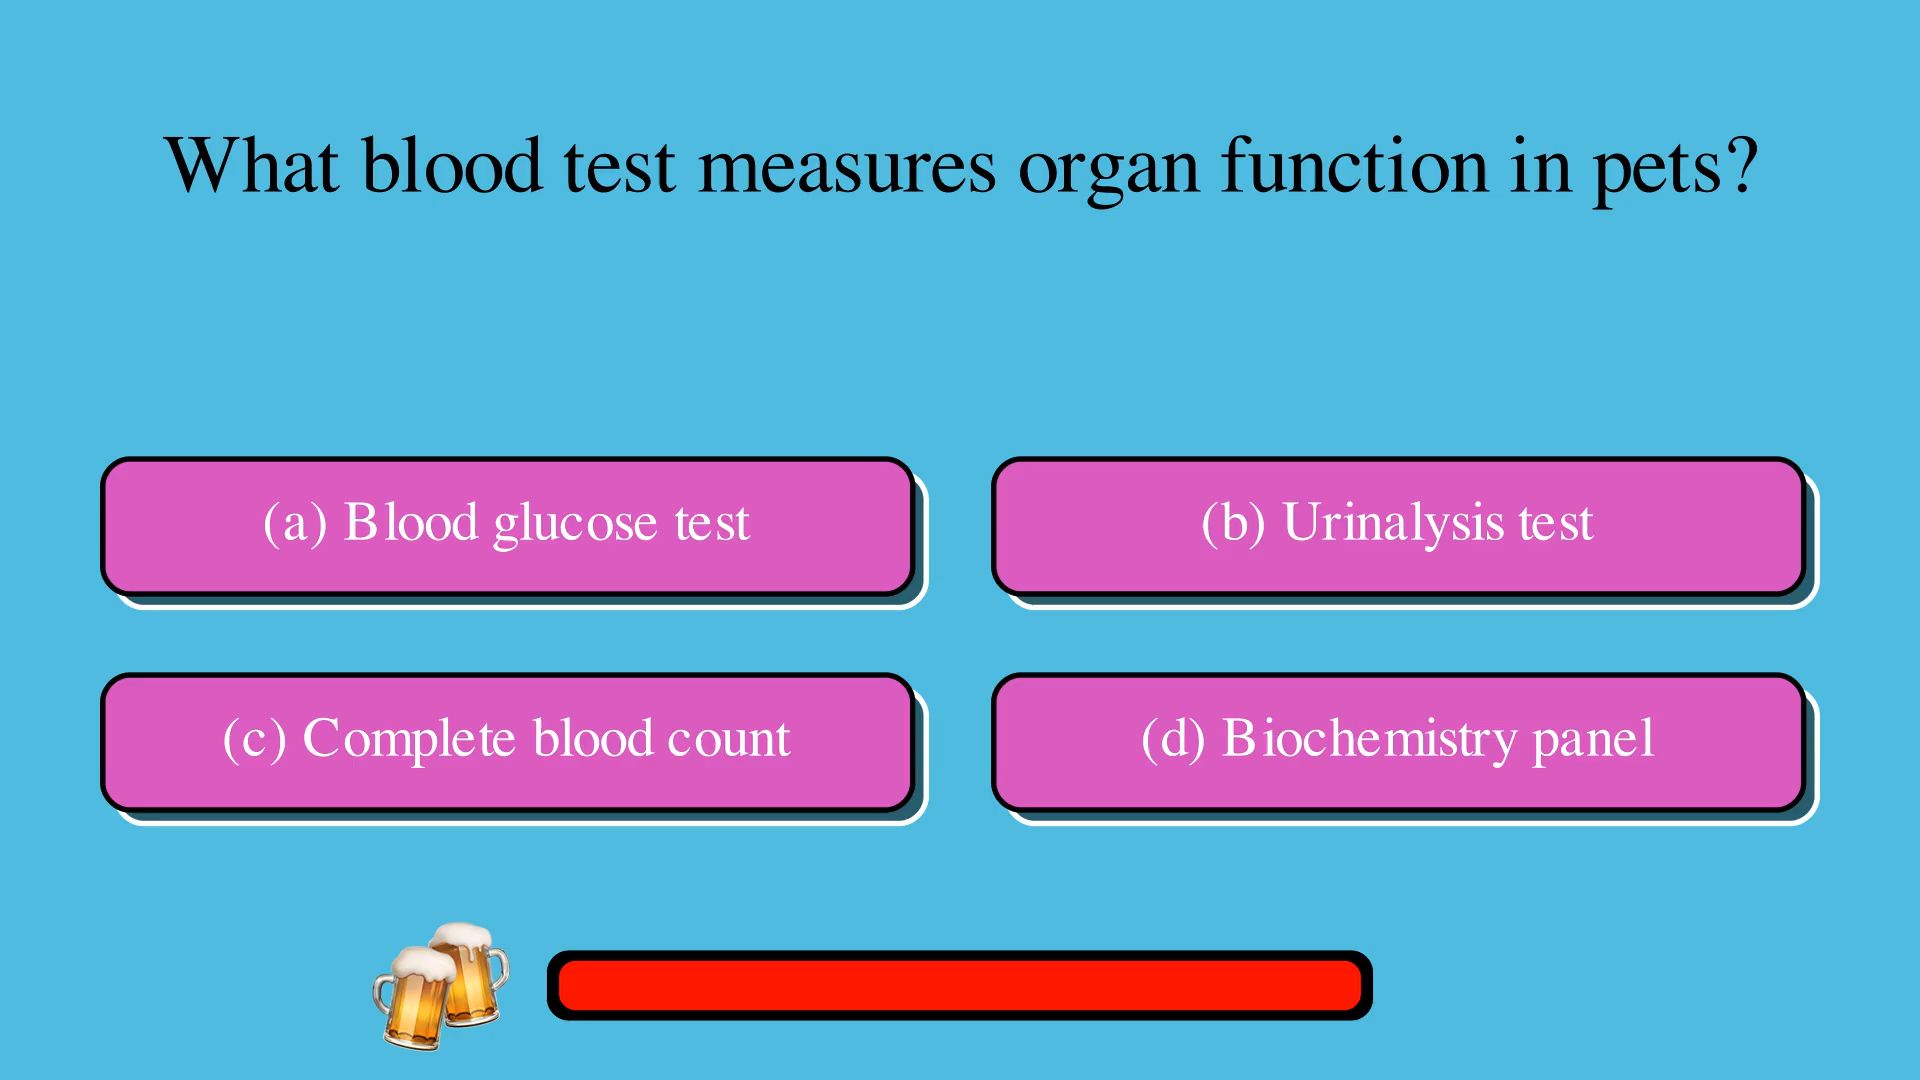 What blood test measures organ function in pets?
(a) Blood glucose test
(b) Urinalysis test
(c) Complete blood count
(d) Biochemistry panel